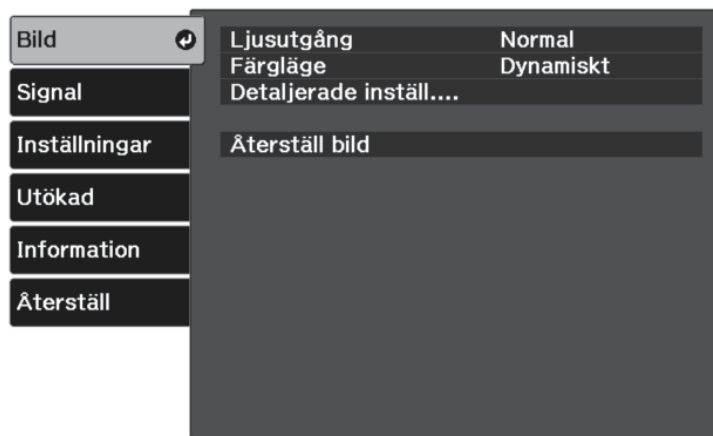 Bild
Signal
Inställningar
Utökad
Information
Återställ
Ljusutgång Normal
Färgläge Dynamiskt
Detaljerade inställ....
Återställ bild